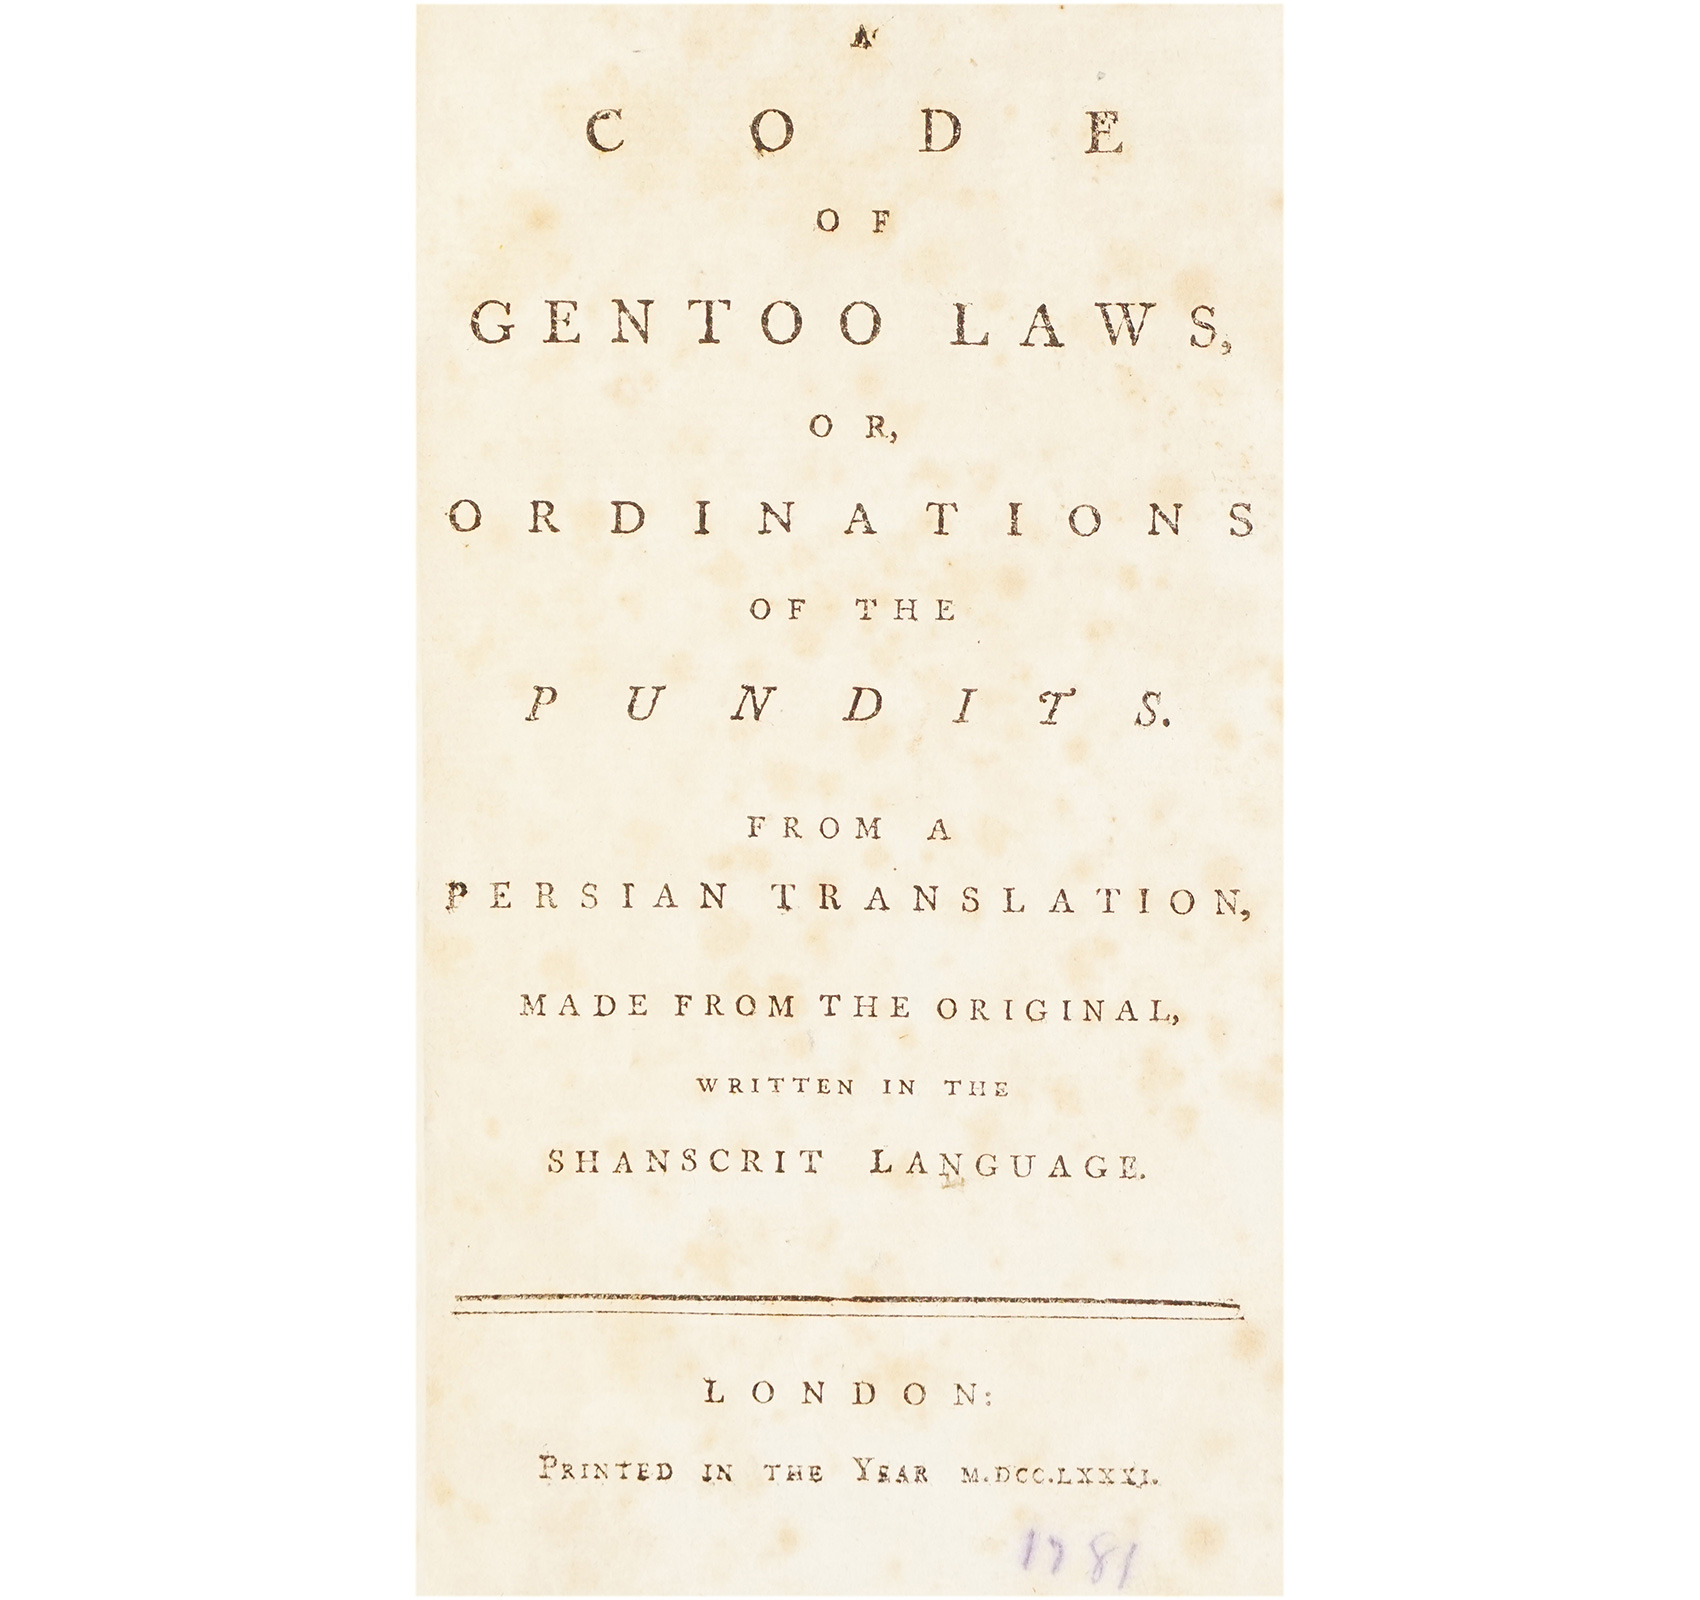 A
CODE
OF
GENTOO LAWS,
OR,
ORDINATIONS
OF THE
PUNDITS.
FROM A
PERSIAN TRANSLATION,
MADE FROM THE ORIGINAL,
WRITTEN IN THE
SHANSCRIT LANGUAGE.
LONDON:
PRINTED IN THE YEAR M.DCC.LXXXI.
1781